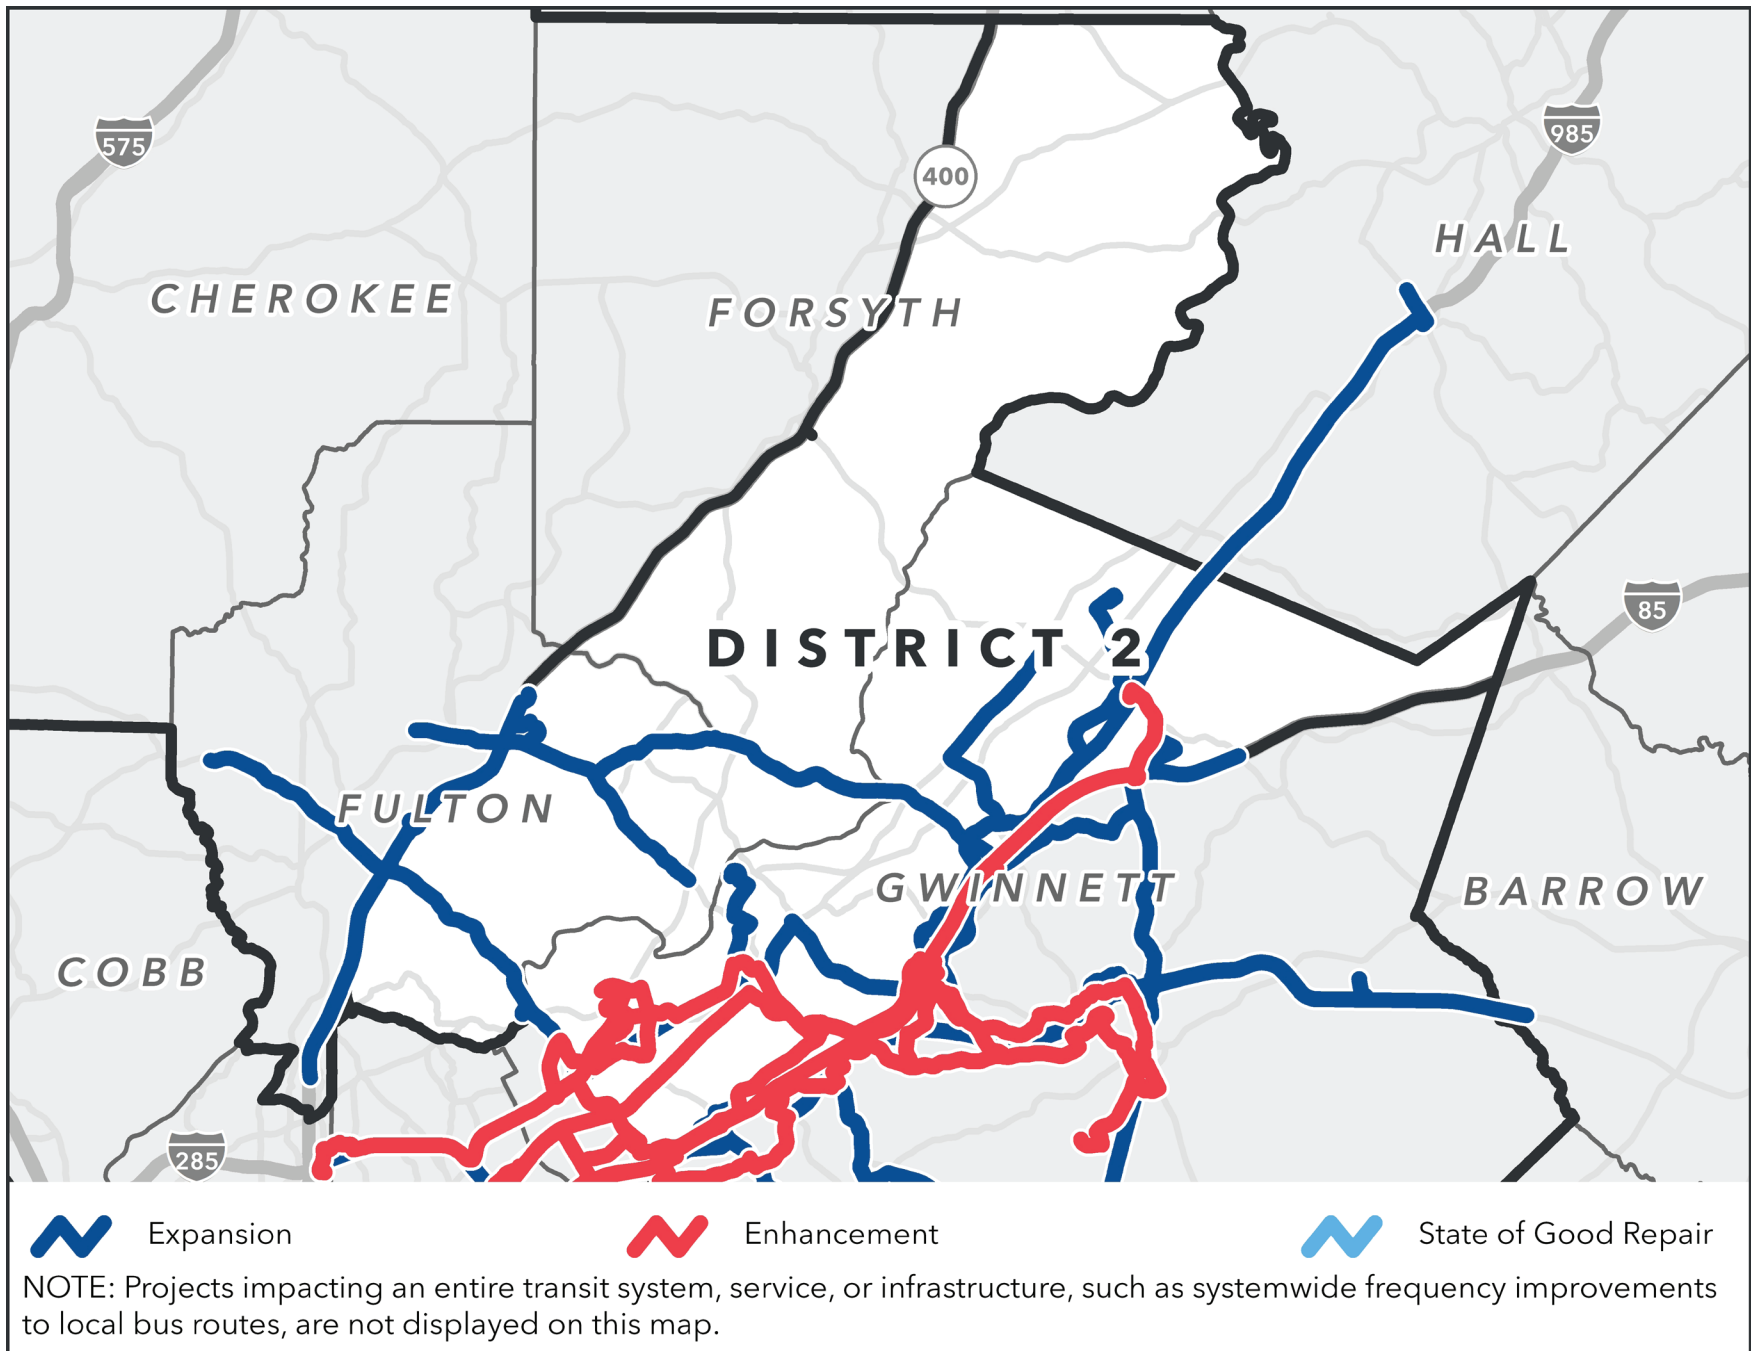 575
985
400
HALL
CHEROKEE
FORSYTH
85
DISTRICT 2
FULTON
GWINNETT
BARROW
COBB
285
Expansion
Enhancement
State of Good Repair
NOTE: Projects impacting an entire transit system, service, or infrastructure, such as systemwide frequency improvements
to local bus routes, are not displayed on this map.